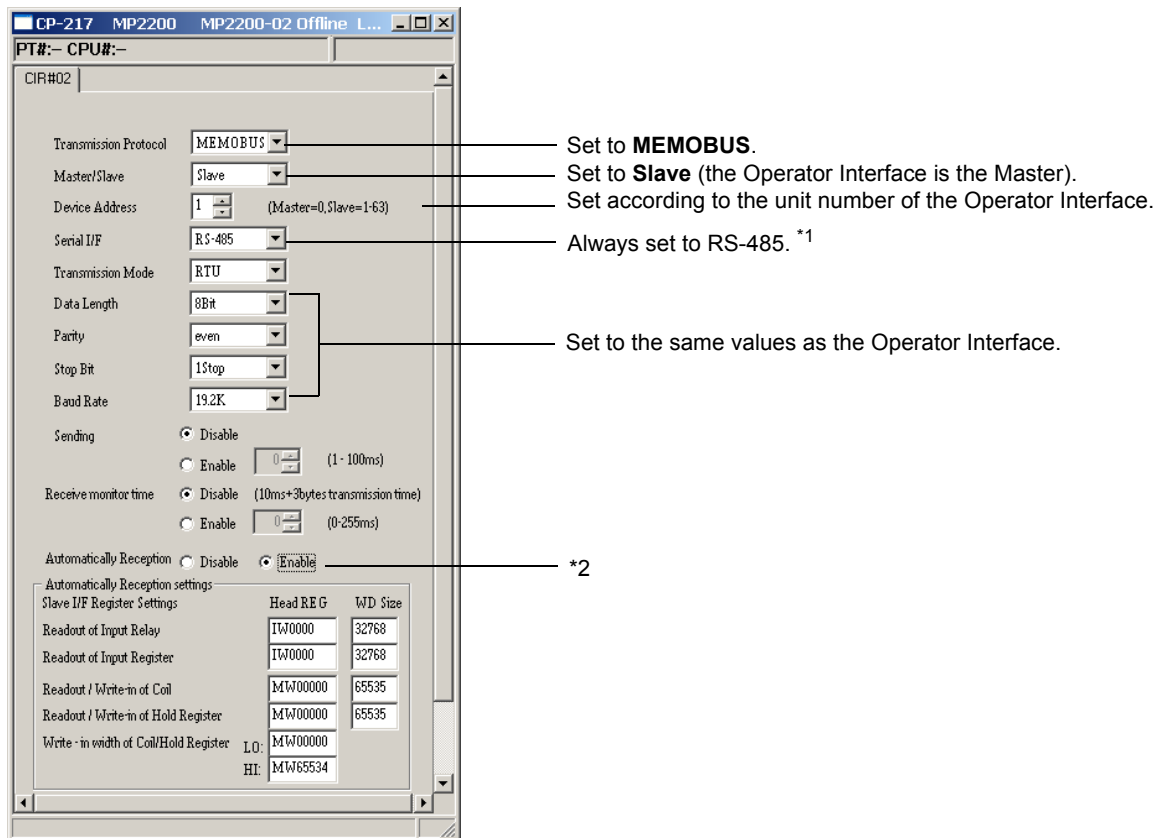 CP-217 MP2200 MP2200-02 Offline L...
PT#:– CPU#:–
CIR#02
Transmission Protocol MEMOBUS Set to MEMOBUS.
Master/Slave Slave Set to Slave (the Operator Interface is the Master).
Device Address 1 (Master=0,Slave=1-63) Set according to the unit number of the Operator Interface.
Serial I/F RS-485 Always set to RS-485. *1
Transmission Mode RTU
Data Length 8Bit
Parity even Set to the same values as the Operator Interface.
Stop Bit 1Stop
Baud Rate 19.2K
Sending Disable
Enable 0 (1 - 100ms)
Receive monitor time Disable (10ms+3bytes transmission time)
Enable 0 (0-255ms)
Automatically Reception Disable Enable *2
Automatically Reception settings
Slave I/F Register Settings Head REG WD Size
Readout of Input Relay IW0000 32768
Readout of Input Register IW0000 32768
Readout / Write-in of Coil MW00000 65535
Readout / Write-in of Hold Register MW00000 65535
Write - in width of Coil/Hold Register LO: MW00000
HI: MW65534